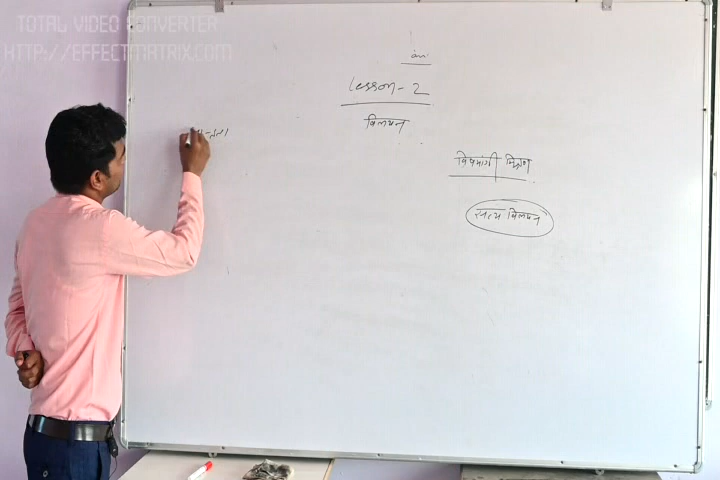 TOTAL VIDEO CONVERTER
HTTP://EFFECTMATRIX.COM
Lesson-2
विलयन
विषमांगी मिश्रण
सत्य विलयन